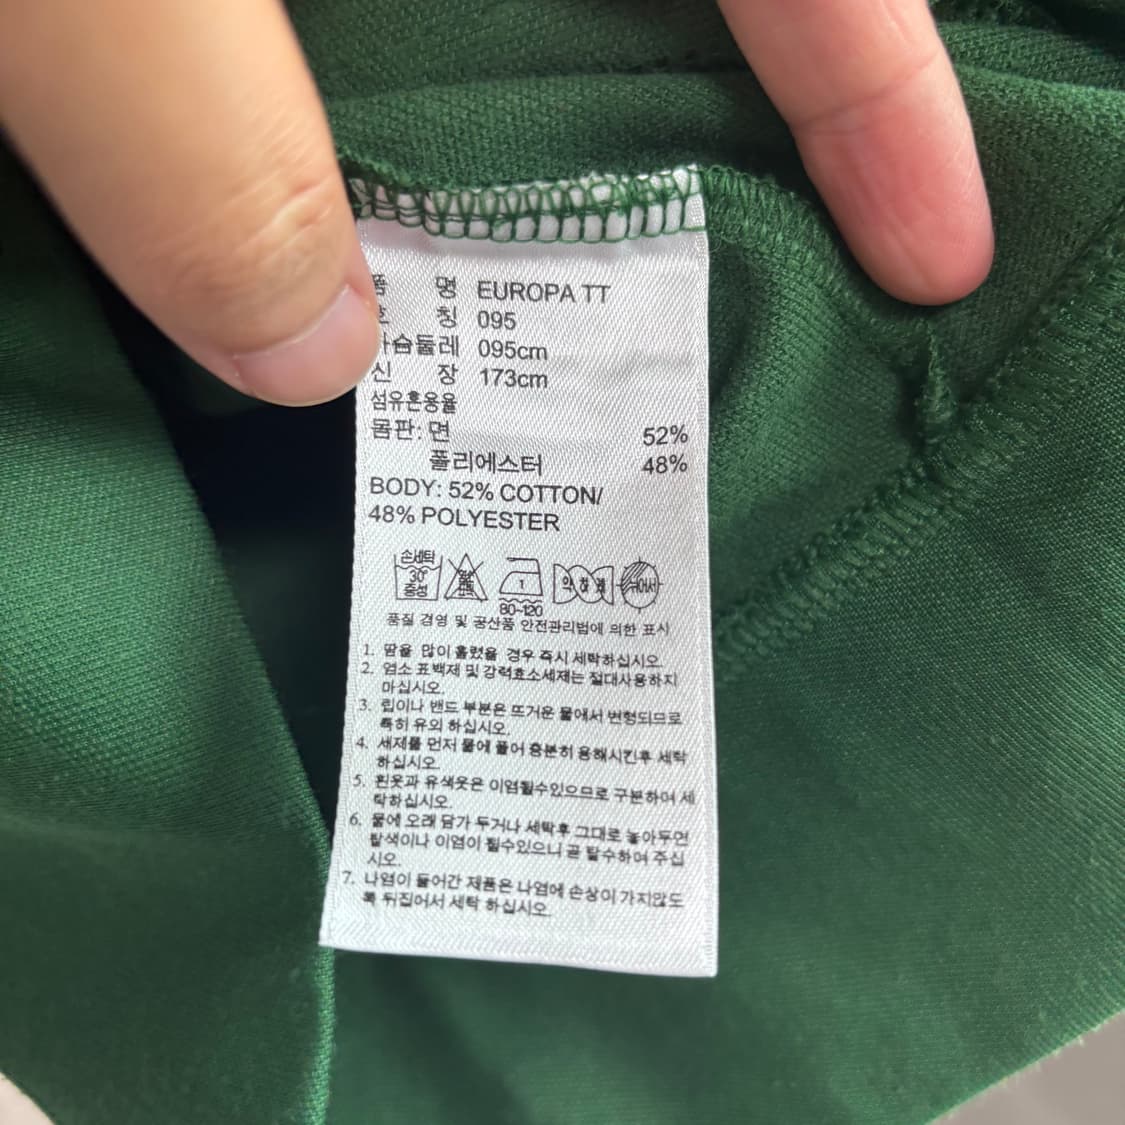 품 명 EUROPA TT
호 칭 095
가슴둘레 095cm
신 장 173cm
섬유혼용율
몸판: 면 52%
폴리에스터 48%
BODY: 52% COTTON/
48% POLYESTER
손세탁
30°
중성
1
80-120
약 하 게
뉘어서
품질 경영 및 공산품 안전관리법에 의한 표시
1. 땀을 많이 흘렸을 경우 즉시 세탁하십시오.
2. 염소 표백제 및 강력효소세제는 절대사용하지
마십시오.
3. 립이나 밴드 부분은 뜨거운 물에서 변형되므로
특히 유의 하십시오.
4. 세제를 먼저 물에 풀어 충분히 용해시킨후 세탁
하십시오.
5. 흰옷과 유색옷은 이염될수있으므로 구분하여 세
탁하십시오.
6. 물에 오래 담가 두거나 세탁후 그대로 놓아두면
탈색이나 이염이 될수있으니 곧 탈수하여 주십
시오.
7. 나염이 들어간 제품은 나염에 손상이 가지않도
록 뒤집어서 세탁 하십시오.